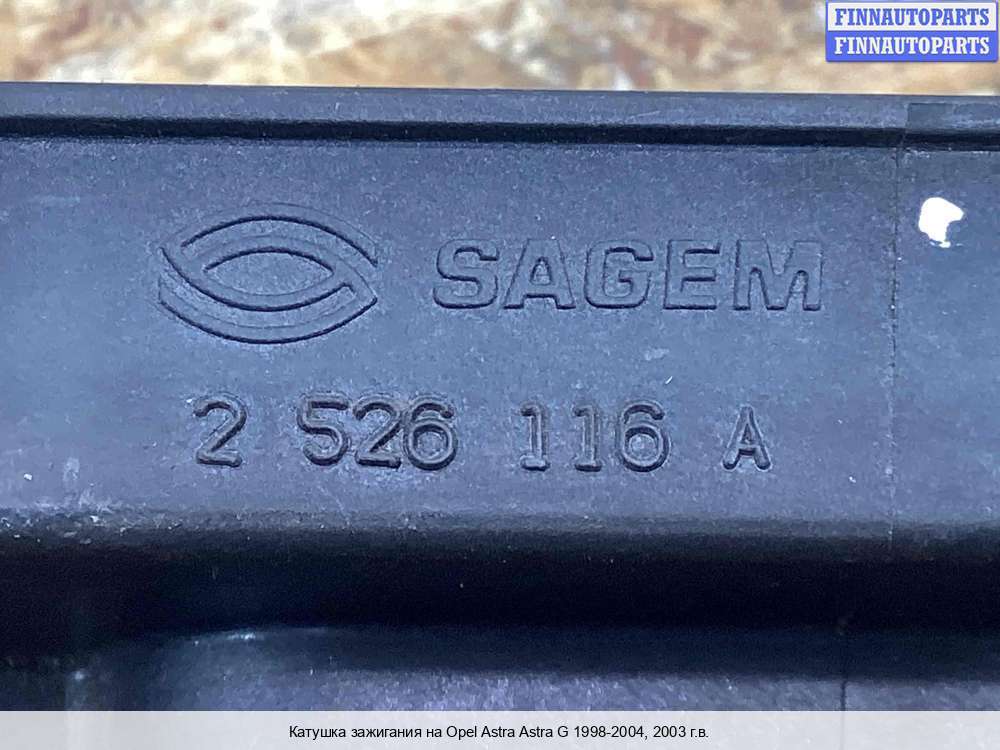 FINNAUTOPARTS
FINNAUTOPARTS
SAGEM
2 526 116 A
Катушка зажигания на Opel Astra Astra G 1998-2004, 2003 г.в.